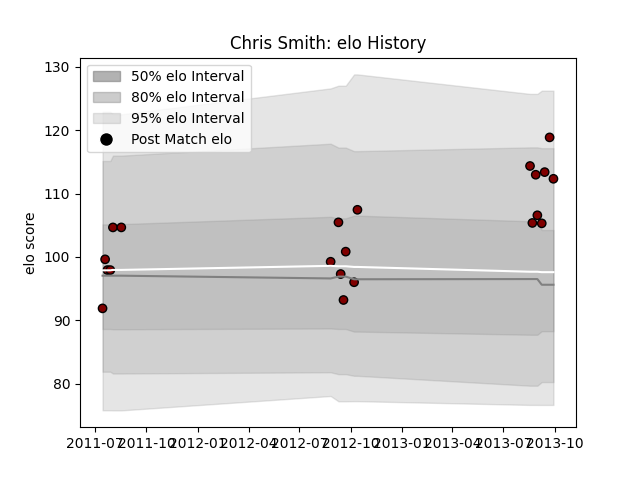 Chris Smith: elo History
50% elo Interval
80% elo Interval
95% elo Interval
Post Match elo
elo score
130
120
110
100
90
80
2011-07 2011-10 2012-01 2012-04 2012-07 2012-10 2013-01 2013-04 2013-07 2013-10